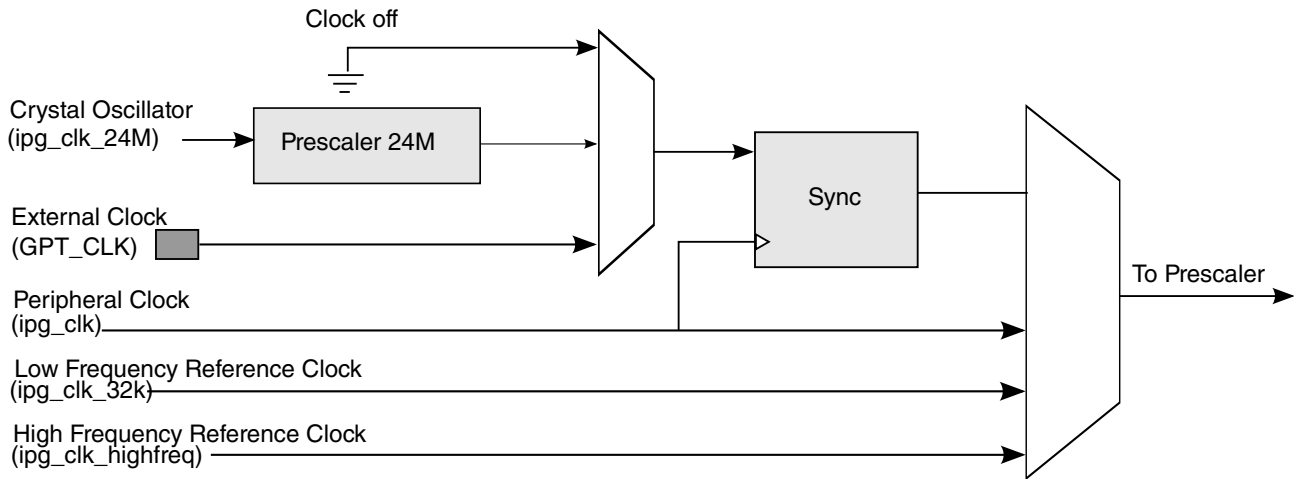 Clock off
Crystal Oscillator
(ipg_clk_24M)
Prescaler 24M
External Clock
(GPT_CLK)
Sync
To Prescaler
Peripheral Clock
(ipg_clk)
Low Frequency Reference Clock
(ipg_clk_32k)
High Frequency Reference Clock
(ipg_clk_highfreq)